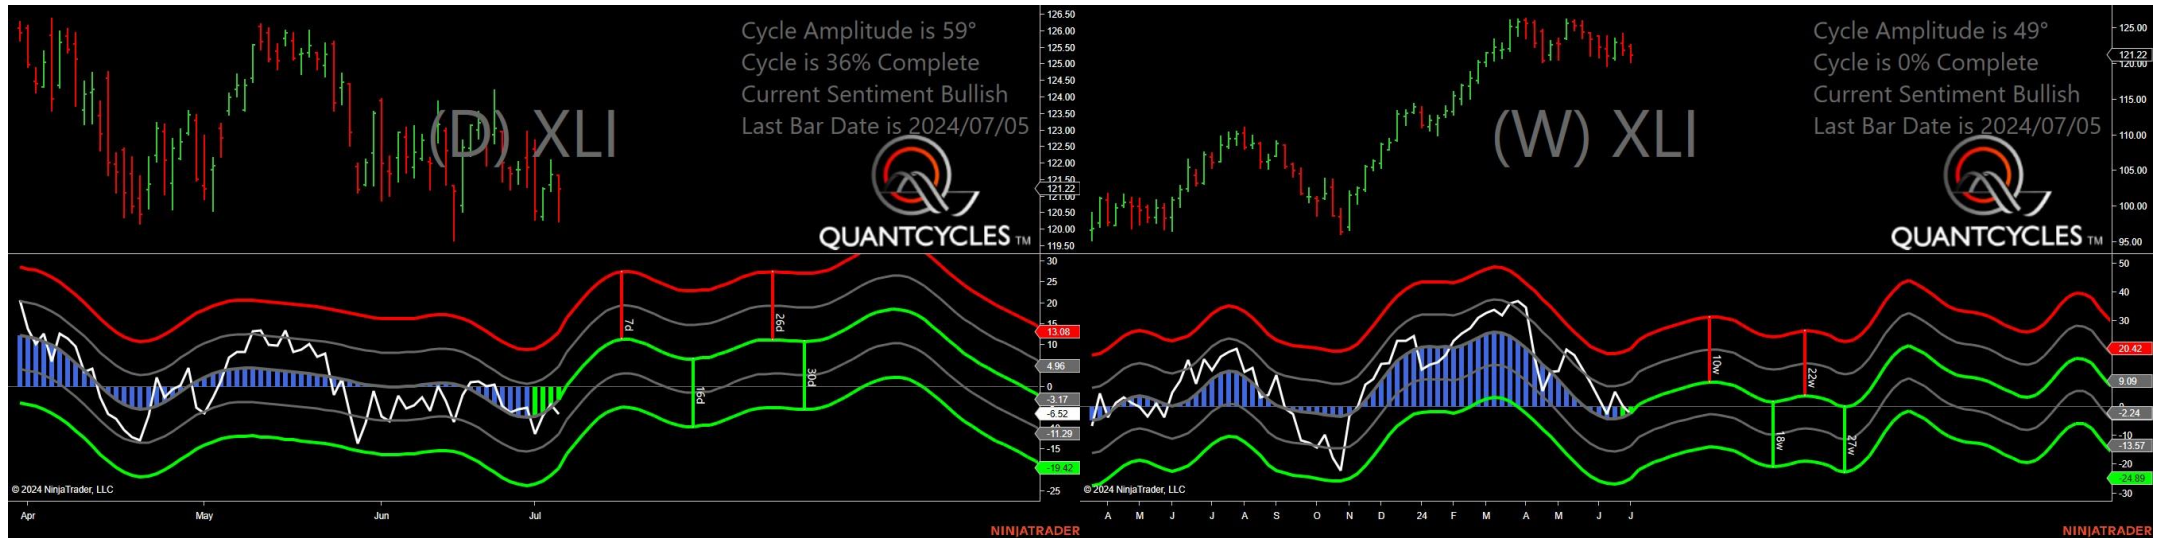 Cycle Amplitude is 59°
Cycle is 36% Complete
Current Sentiment Bullish
Last Bar Date is 2024/07/05
(D) XLI
QUANTCYCLES TM
126.50
126.00
125.50
125.00
124.50
124.00
123.50
123.00
122.50
122.00
121.50
121.22
120.50
120.00
119.50
30
25
20
15
13.08
10
4.96
0
-3.17
-6.52
-11.29
-15
-19.42
-25
7d
16d
26d
30d
© 2024 NinjaTrader, LLC
Apr
May
Jun
Jul
NINJATRADER
Cycle Amplitude is 49°
Cycle is 0% Complete
Current Sentiment Bullish
Last Bar Date is 2024/07/05
(W) XLI
QUANTCYCLES TM
125.00
121.22
120.00
115.00
110.00
105.00
100.00
95.00
50
40
30
20.42
9.09
-2.24
-10
-13.57
-20
-24.89
-30
10w
18w
22w
27w
© 2024 NinjaTrader, LLC
A M J J A S O N D 24 F M A M J J
NINJATRADER